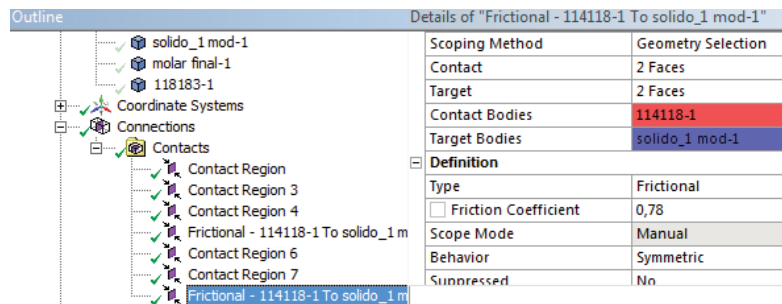 Outline
solido_1 mod-1
molar final-1
118183-1
Coordinate Systems
Connections
Contacts
Contact Region
Contact Region 3
Contact Region 4
Frictional - 114118-1 To solido_1 m
Contact Region 6
Contact Region 7
Frictional - 114118-1 To solido_1 m
Details of "Frictional - 114118-1 To solido_1 mod-1"
Scoping Method Geometry Selection
Contact 2 Faces
Target 2 Faces
Contact Bodies 114118-1
Target Bodies solido_1 mod-1
Definition
Type Frictional
Friction Coefficient 0,78
Scope Mode Manual
Behavior Symmetric
Suppressed No